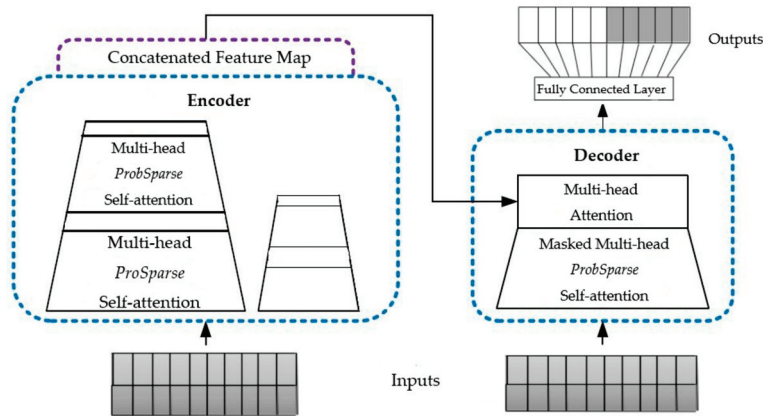 Concatenated Feature Map
Encoder
Multi-head
ProbSparse
Self-attention
Multi-head
ProSparse
Self-attention
Inputs
Outputs
Fully Connected Layer
Decoder
Multi-head
Attention
Masked Multi-head
ProbSparse
Self-attention